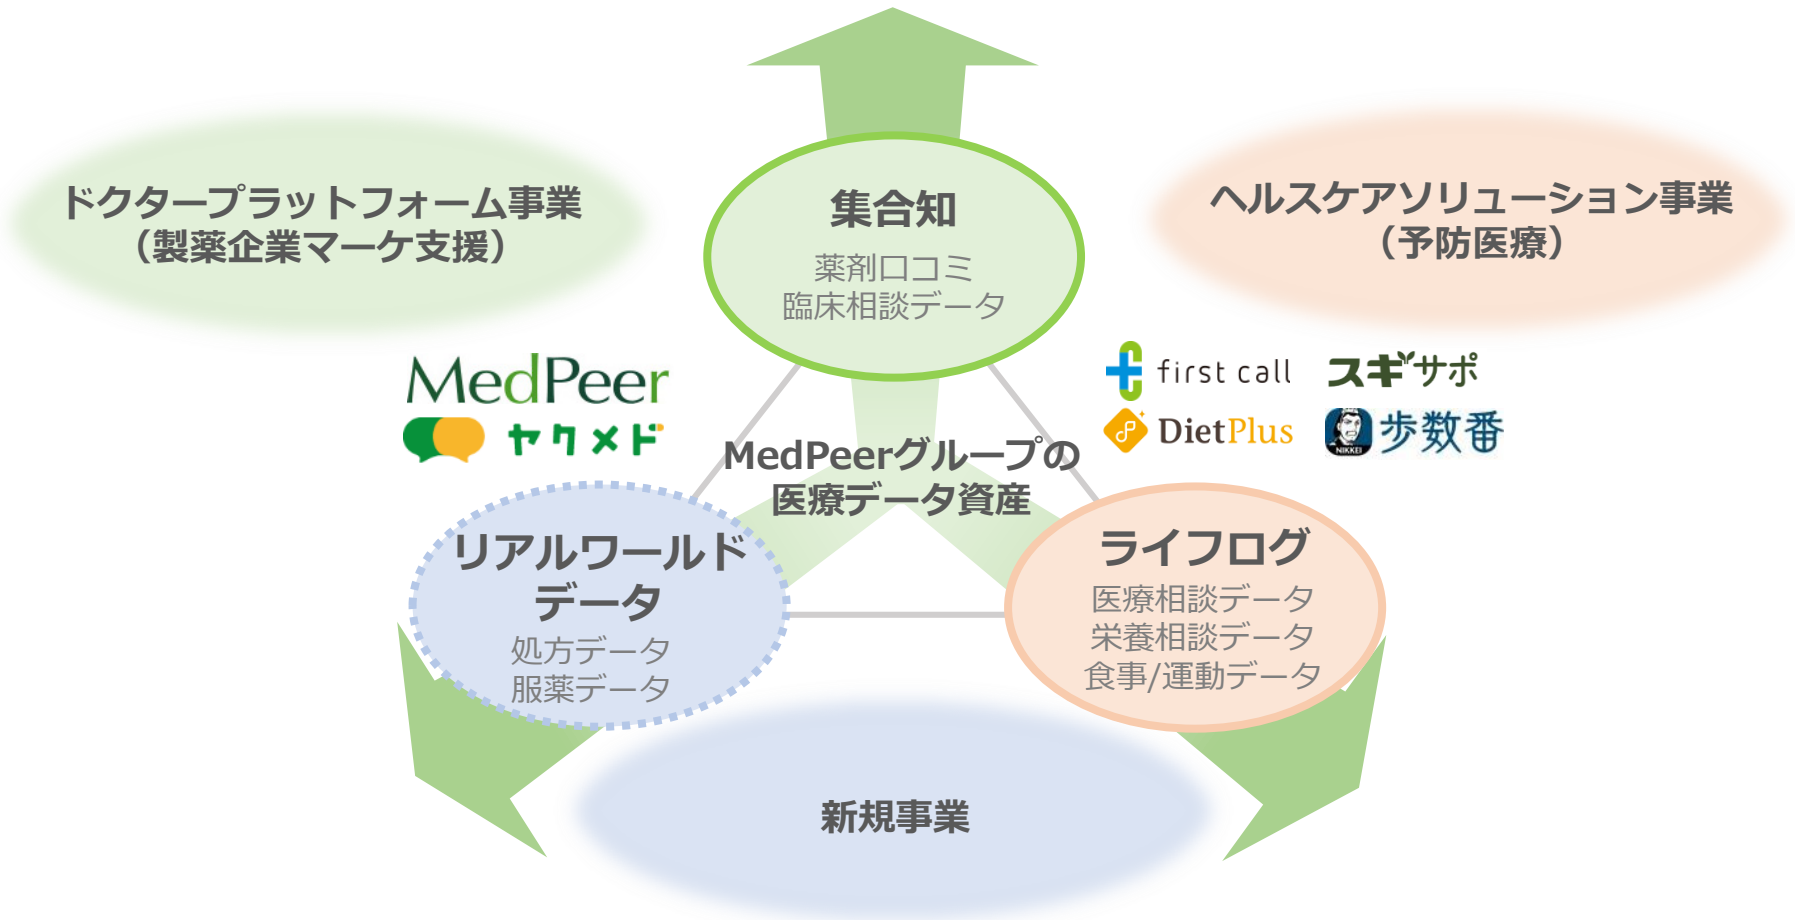 ドクタープラットフォーム事業
（製薬企業マーケ支援）
集合知
薬剤口コミ
臨床相談データ
ヘルスケアソリューション事業
（予防医療）
MedPeer
ヤクメド
first call
スギサポ
DietPlus
NIKKEI
歩数番
MedPeerグループの
医療データ資産
リアルワールド
データ
処方データ
服薬データ
ライフログ
医療相談データ
栄養相談データ
食事/運動データ
新規事業